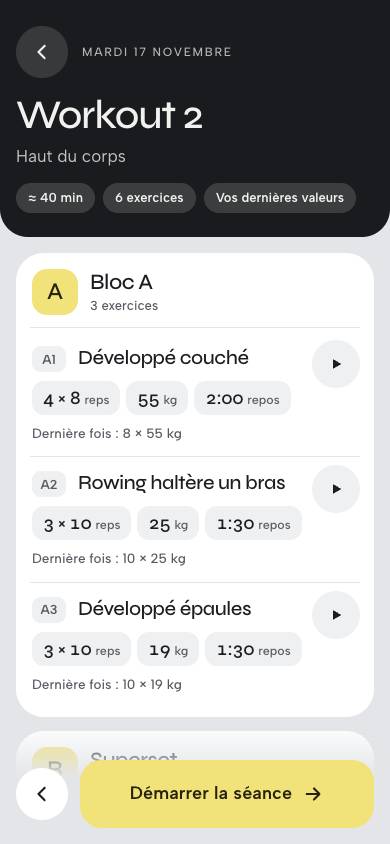 MARDI 17 NOVEMBRE
Workout 2
Haut du corps
≈ 40 min 6 exercices Vos dernières valeurs
A Bloc A
3 exercices
A1 Développé couché
4 × 8 reps 55 kg 2:00 repos
Dernière fois : 8 × 55 kg
A2 Rowing haltère un bras
3 × 10 reps 25 kg 1:30 repos
Dernière fois : 10 × 25 kg
A3 Développé épaules
3 × 10 reps 19 kg 1:30 repos
Dernière fois : 10 × 19 kg
B Superset
Démarrer la séance →